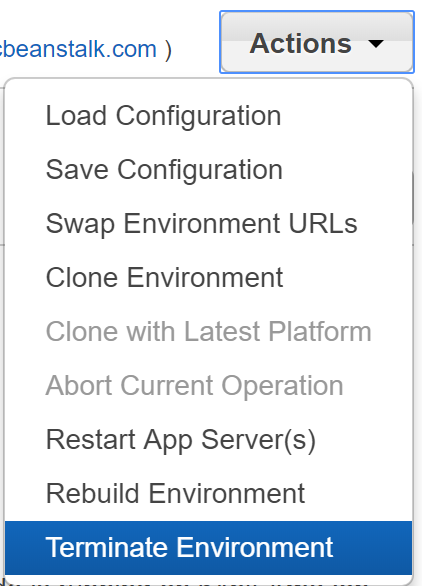 cbeanstalk.com )
Actions
Load Configuration
Save Configuration
Swap Environment URLs
Clone Environment
Clone with Latest Platform
Abort Current Operation
Restart App Server(s)
Rebuild Environment
Terminate Environment